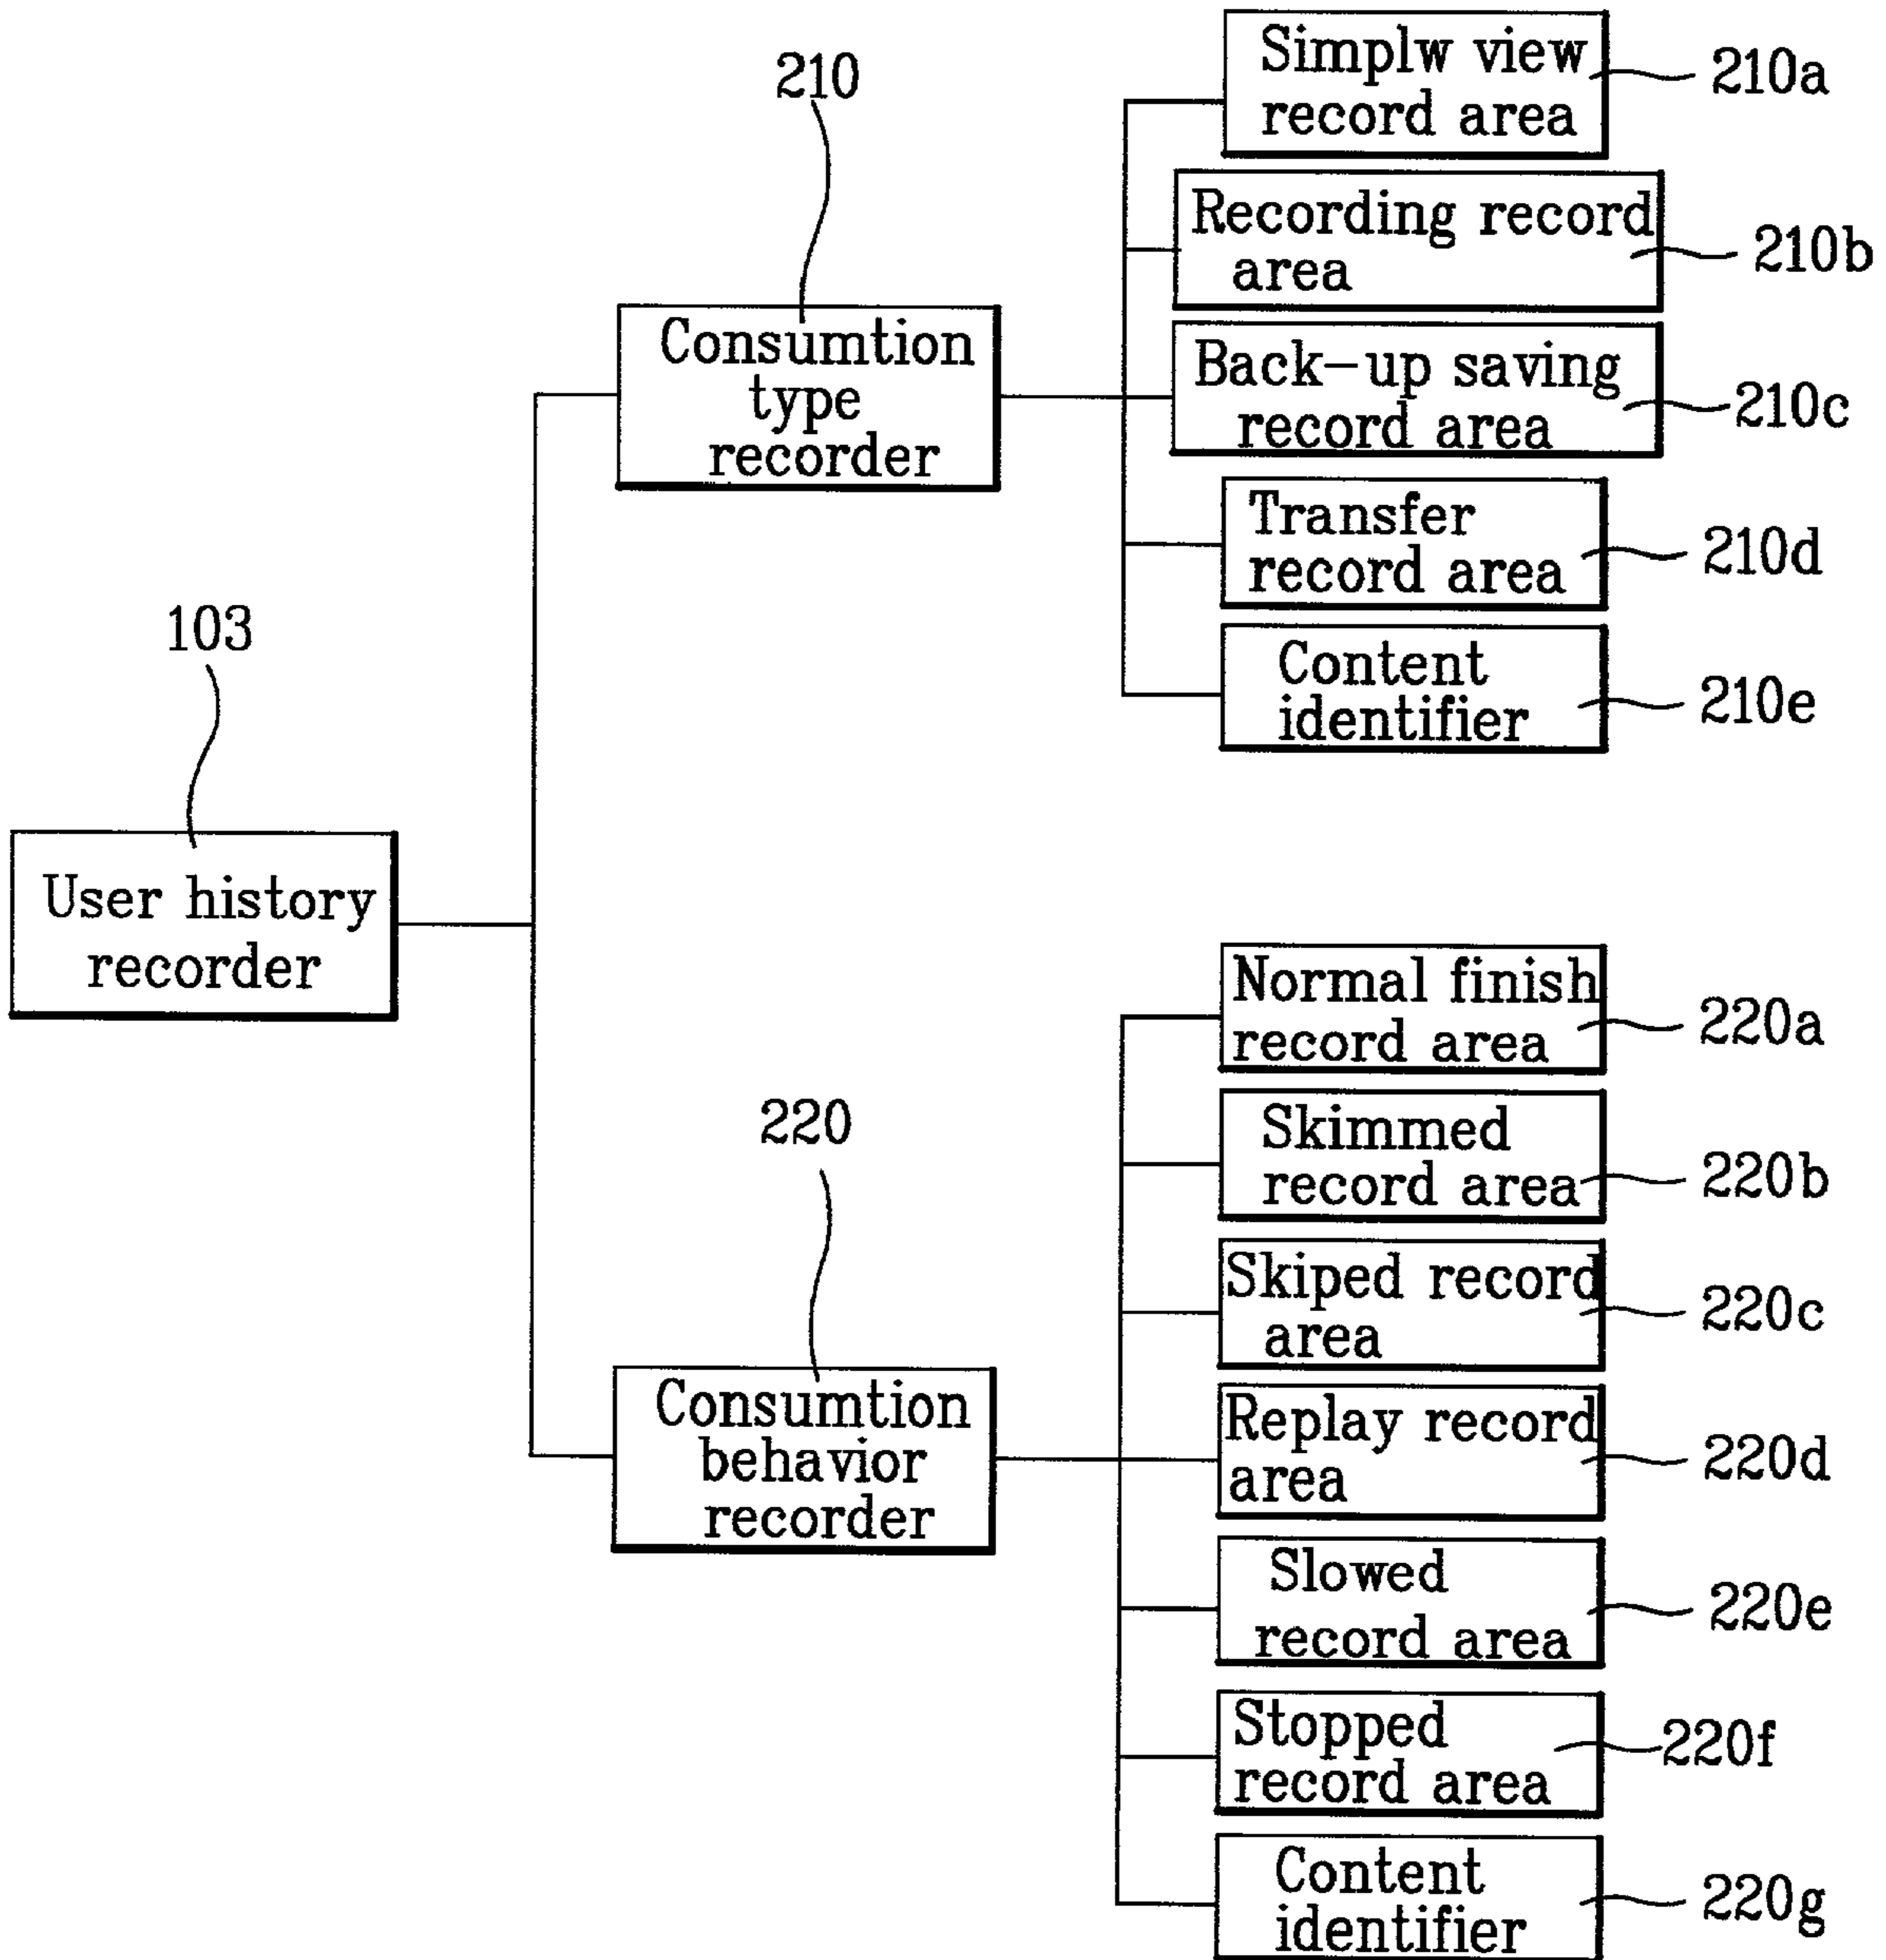 210
Simplw view
record area
210a
Recording record
area
210b
Consumtion
type
recorder
Back-up saving
record area
210c
Transfer
record area
210d
103
Content
identifier
210e
User history
recorder
Normal finish
record area
220a
220
Skimmed
record area
220b
Skiped record
area
220c
Consumtion
behavior
recorder
Replay record
area
220d
Slowed
record area
220e
Stopped
record area
220f
Content
identifier
220g